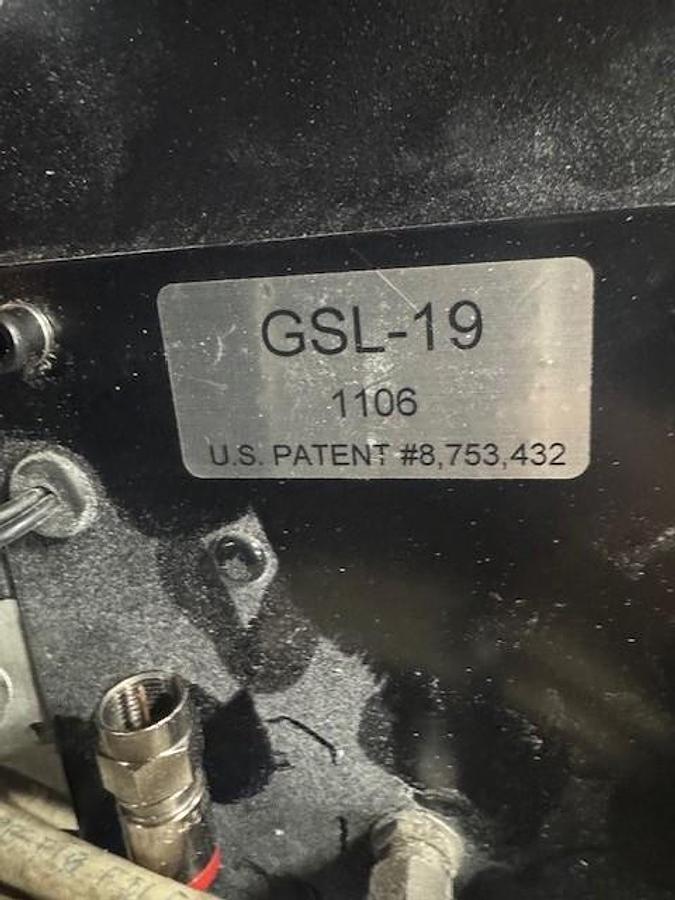 GSL-19
1106
U.S. PATENT #8,753,432